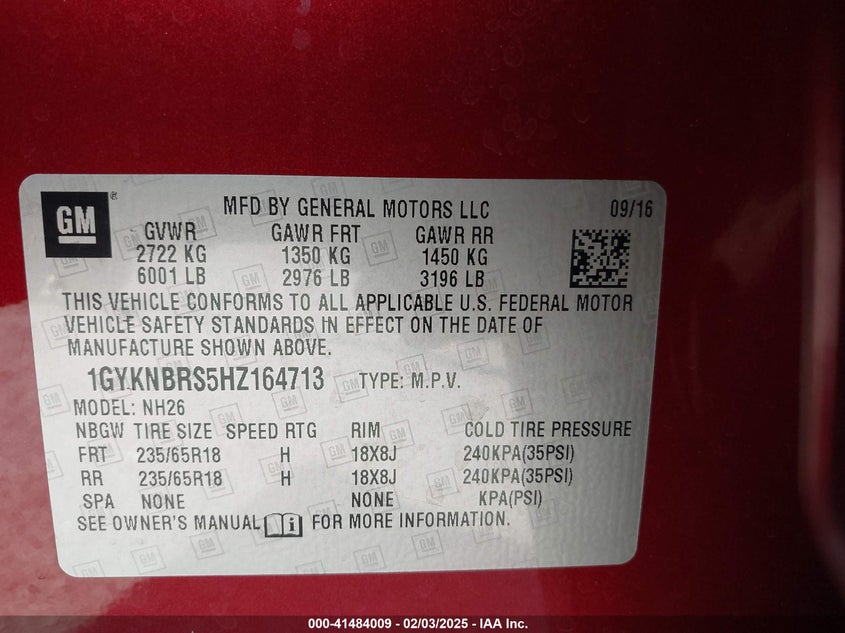 GM ®
MFD BY GENERAL MOTORS LLC 09/16
GVWR GAWR FRT GAWR RR
2722 KG 1350 KG 1450 KG
6001 LB 2976 LB 3196 LB
THIS VEHICLE CONFORMS TO ALL APPLICABLE U.S. FEDERAL MOTOR
VEHICLE SAFETY STANDARDS IN EFFECT ON THE DATE OF
MANUFACTURE SHOWN ABOVE.
1GYKNBRS5HZ164713 TYPE: M.P.V.
MODEL: NH26
NBGW TIRE SIZE SPEED RTG RIM COLD TIRE PRESSURE
FRT 235/65R18 H 18X8J 240KPA(35PSI)
RR 235/65R18 H 18X8J 240KPA(35PSI)
SPA NONE NONE KPA(PSI)
SEE OWNER'S MANUAL FOR MORE INFORMATION.
000-41484009 - 02/03/2025 - IAA Inc.